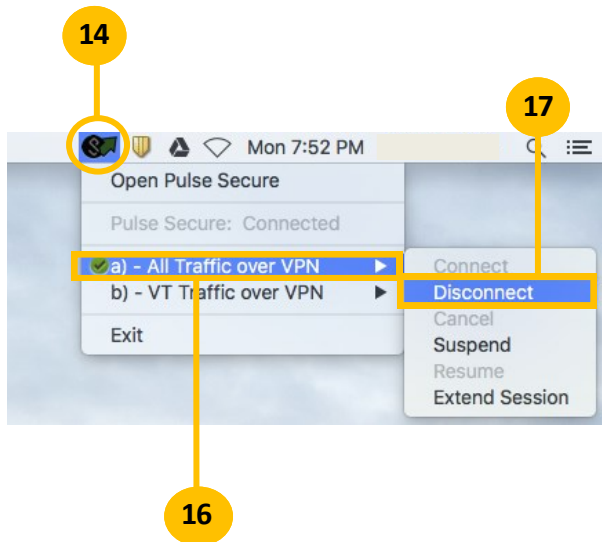 14
17
Mon 7:52 PM
Open Pulse Secure
Pulse Secure: Connected
a) - All Traffic over VPN
b) - VT Traffic over VPN
Exit
Connect
Disconnect
Cancel
Suspend
Resume
Extend Session
16